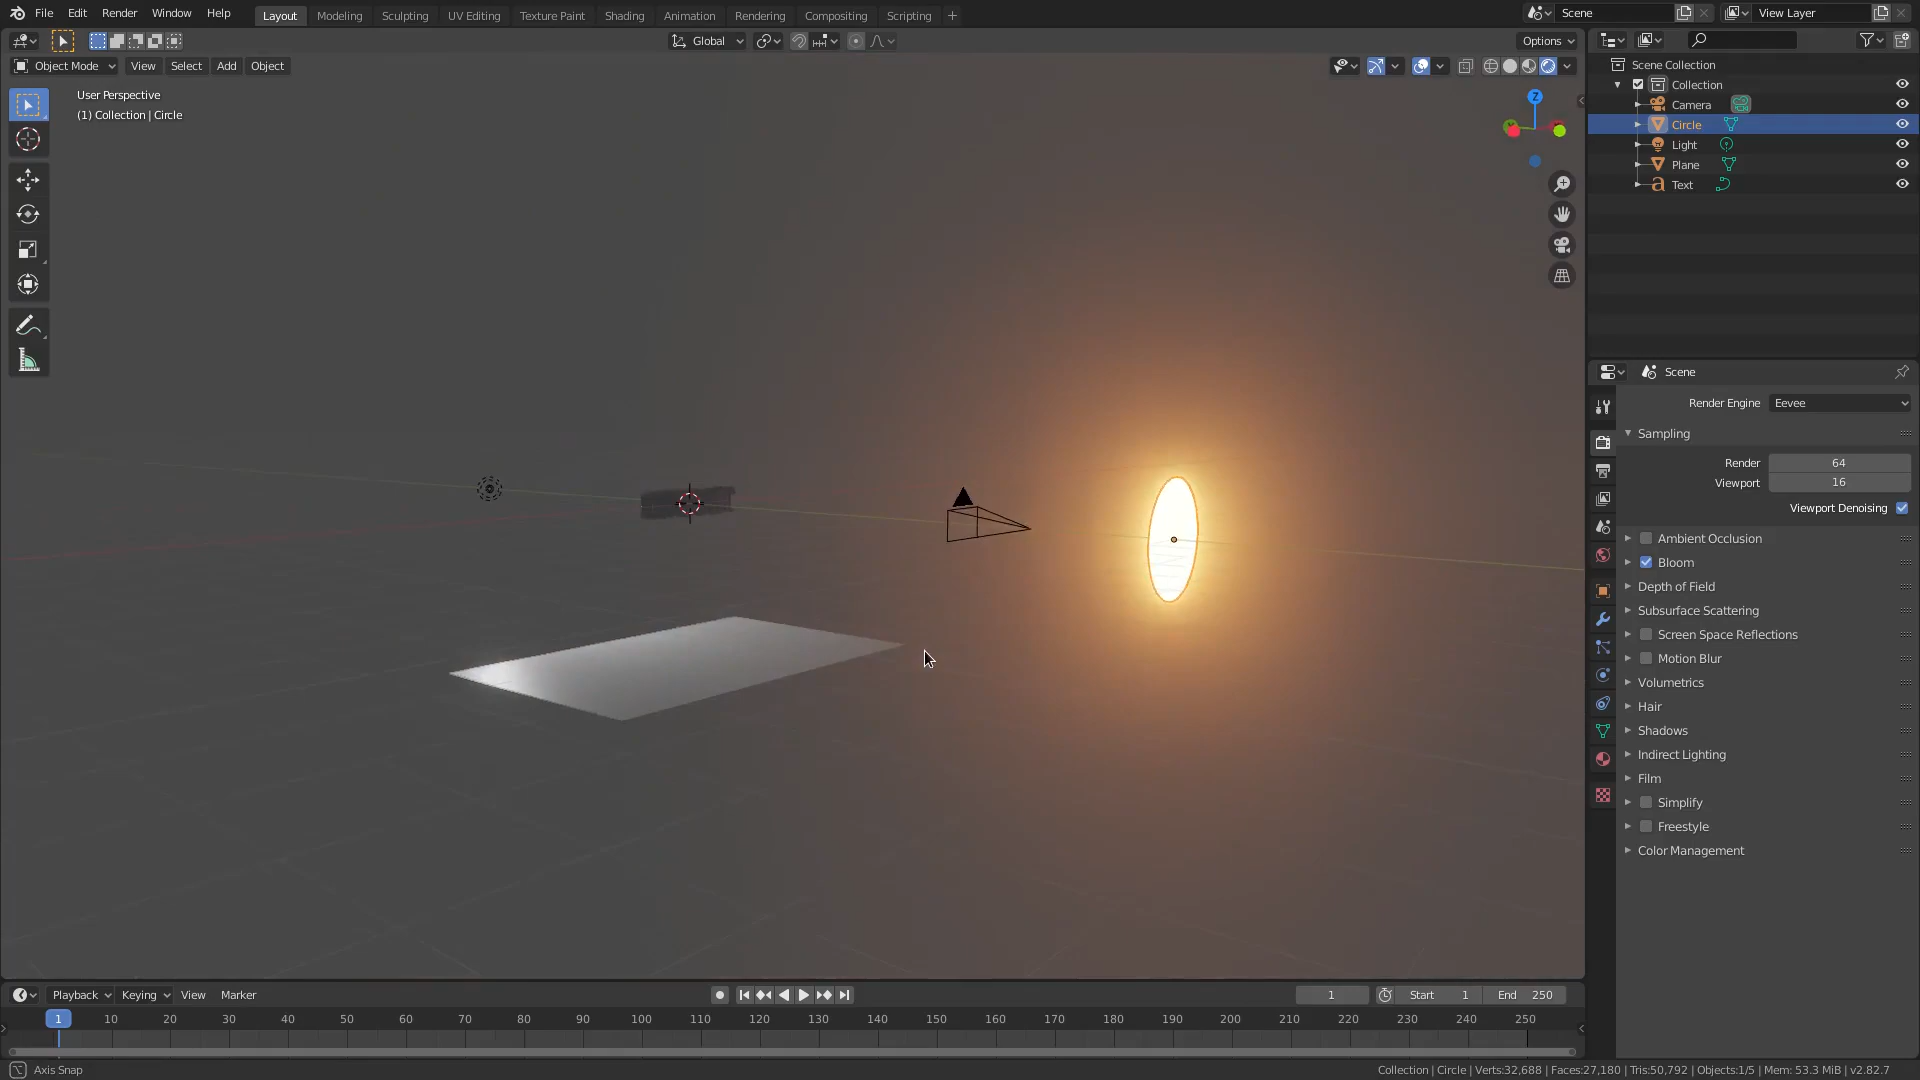 File Edit Render Window Help Layout Modeling Sculpting UV Editing Texture Paint Shading Animation Rendering Compositing Scripting + Scene View Layer
Global Options
Object Mode View Select Add Object
User Perspective
(1) Collection | Circle
Z
Scene Collection
Collection
Camera
Circle
Light
Plane
Text
Scene
Render Engine Eevee
Sampling
Render 64
Viewport 16
Viewport Denoising
Ambient Occlusion
Bloom
Depth of Field
Subsurface Scattering
Screen Space Reflections
Motion Blur
Volumetrics
Hair
Shadows
Indirect Lighting
Film
Simplify
Freestyle
Color Management
Playback Keying View Marker 1 Start 1 End 250
1 10 20 30 40 50 60 70 80 90 100 110 120 130 140 150 160 170 180 190 200 210 220 230 240 250
Axis Snap Collection | Circle | Verts:32,688 | Faces:27,180 | Tris:50,792 | Objects:1/5 | Mem: 53.3 MiB | v2.82.7